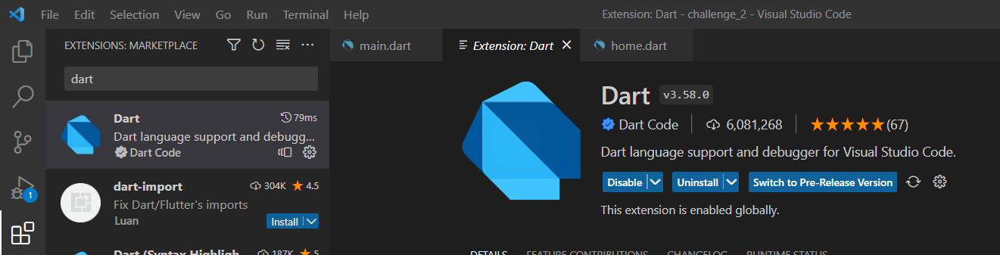 File Edit Selection View Go Run Terminal Help
Extension: Dart - challenge_2 - Visual Studio Code
EXTENSIONS: MARKETPLACE
dart
Dart
79ms
Dart language support and debugg...
Dart Code
dart-import
304K 4.5
Fix Dart/Flutter's imports
Luan
Install
Dart (Syntax Highligh
187K 5
1
main.dart
Extension: Dart
home.dart
Dart v3.58.0
Dart Code 6,081,268 (67)
Dart language support and debugger for Visual Studio Code.
Disable Uninstall Switch to Pre-Release Version
This extension is enabled globally.
DETAILS FEATURE CONTRIBUTIONS CHANGELOG RUNTIME STATUS